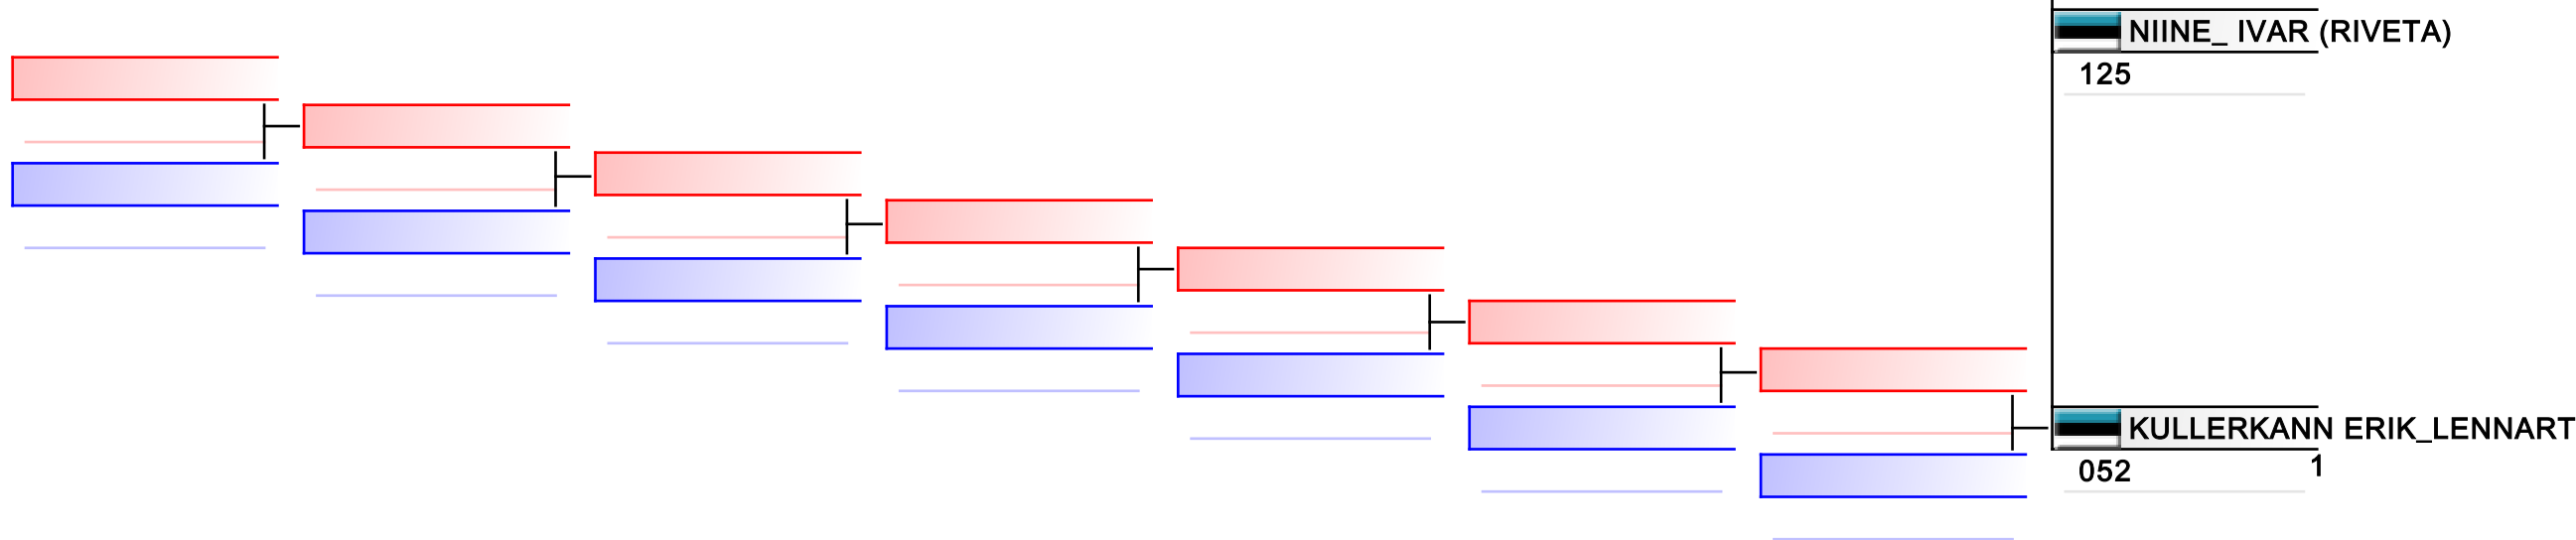 NIINE_ IVAR (RIVETA)
125
KULLERKANN ERIK_LENNART
052 1